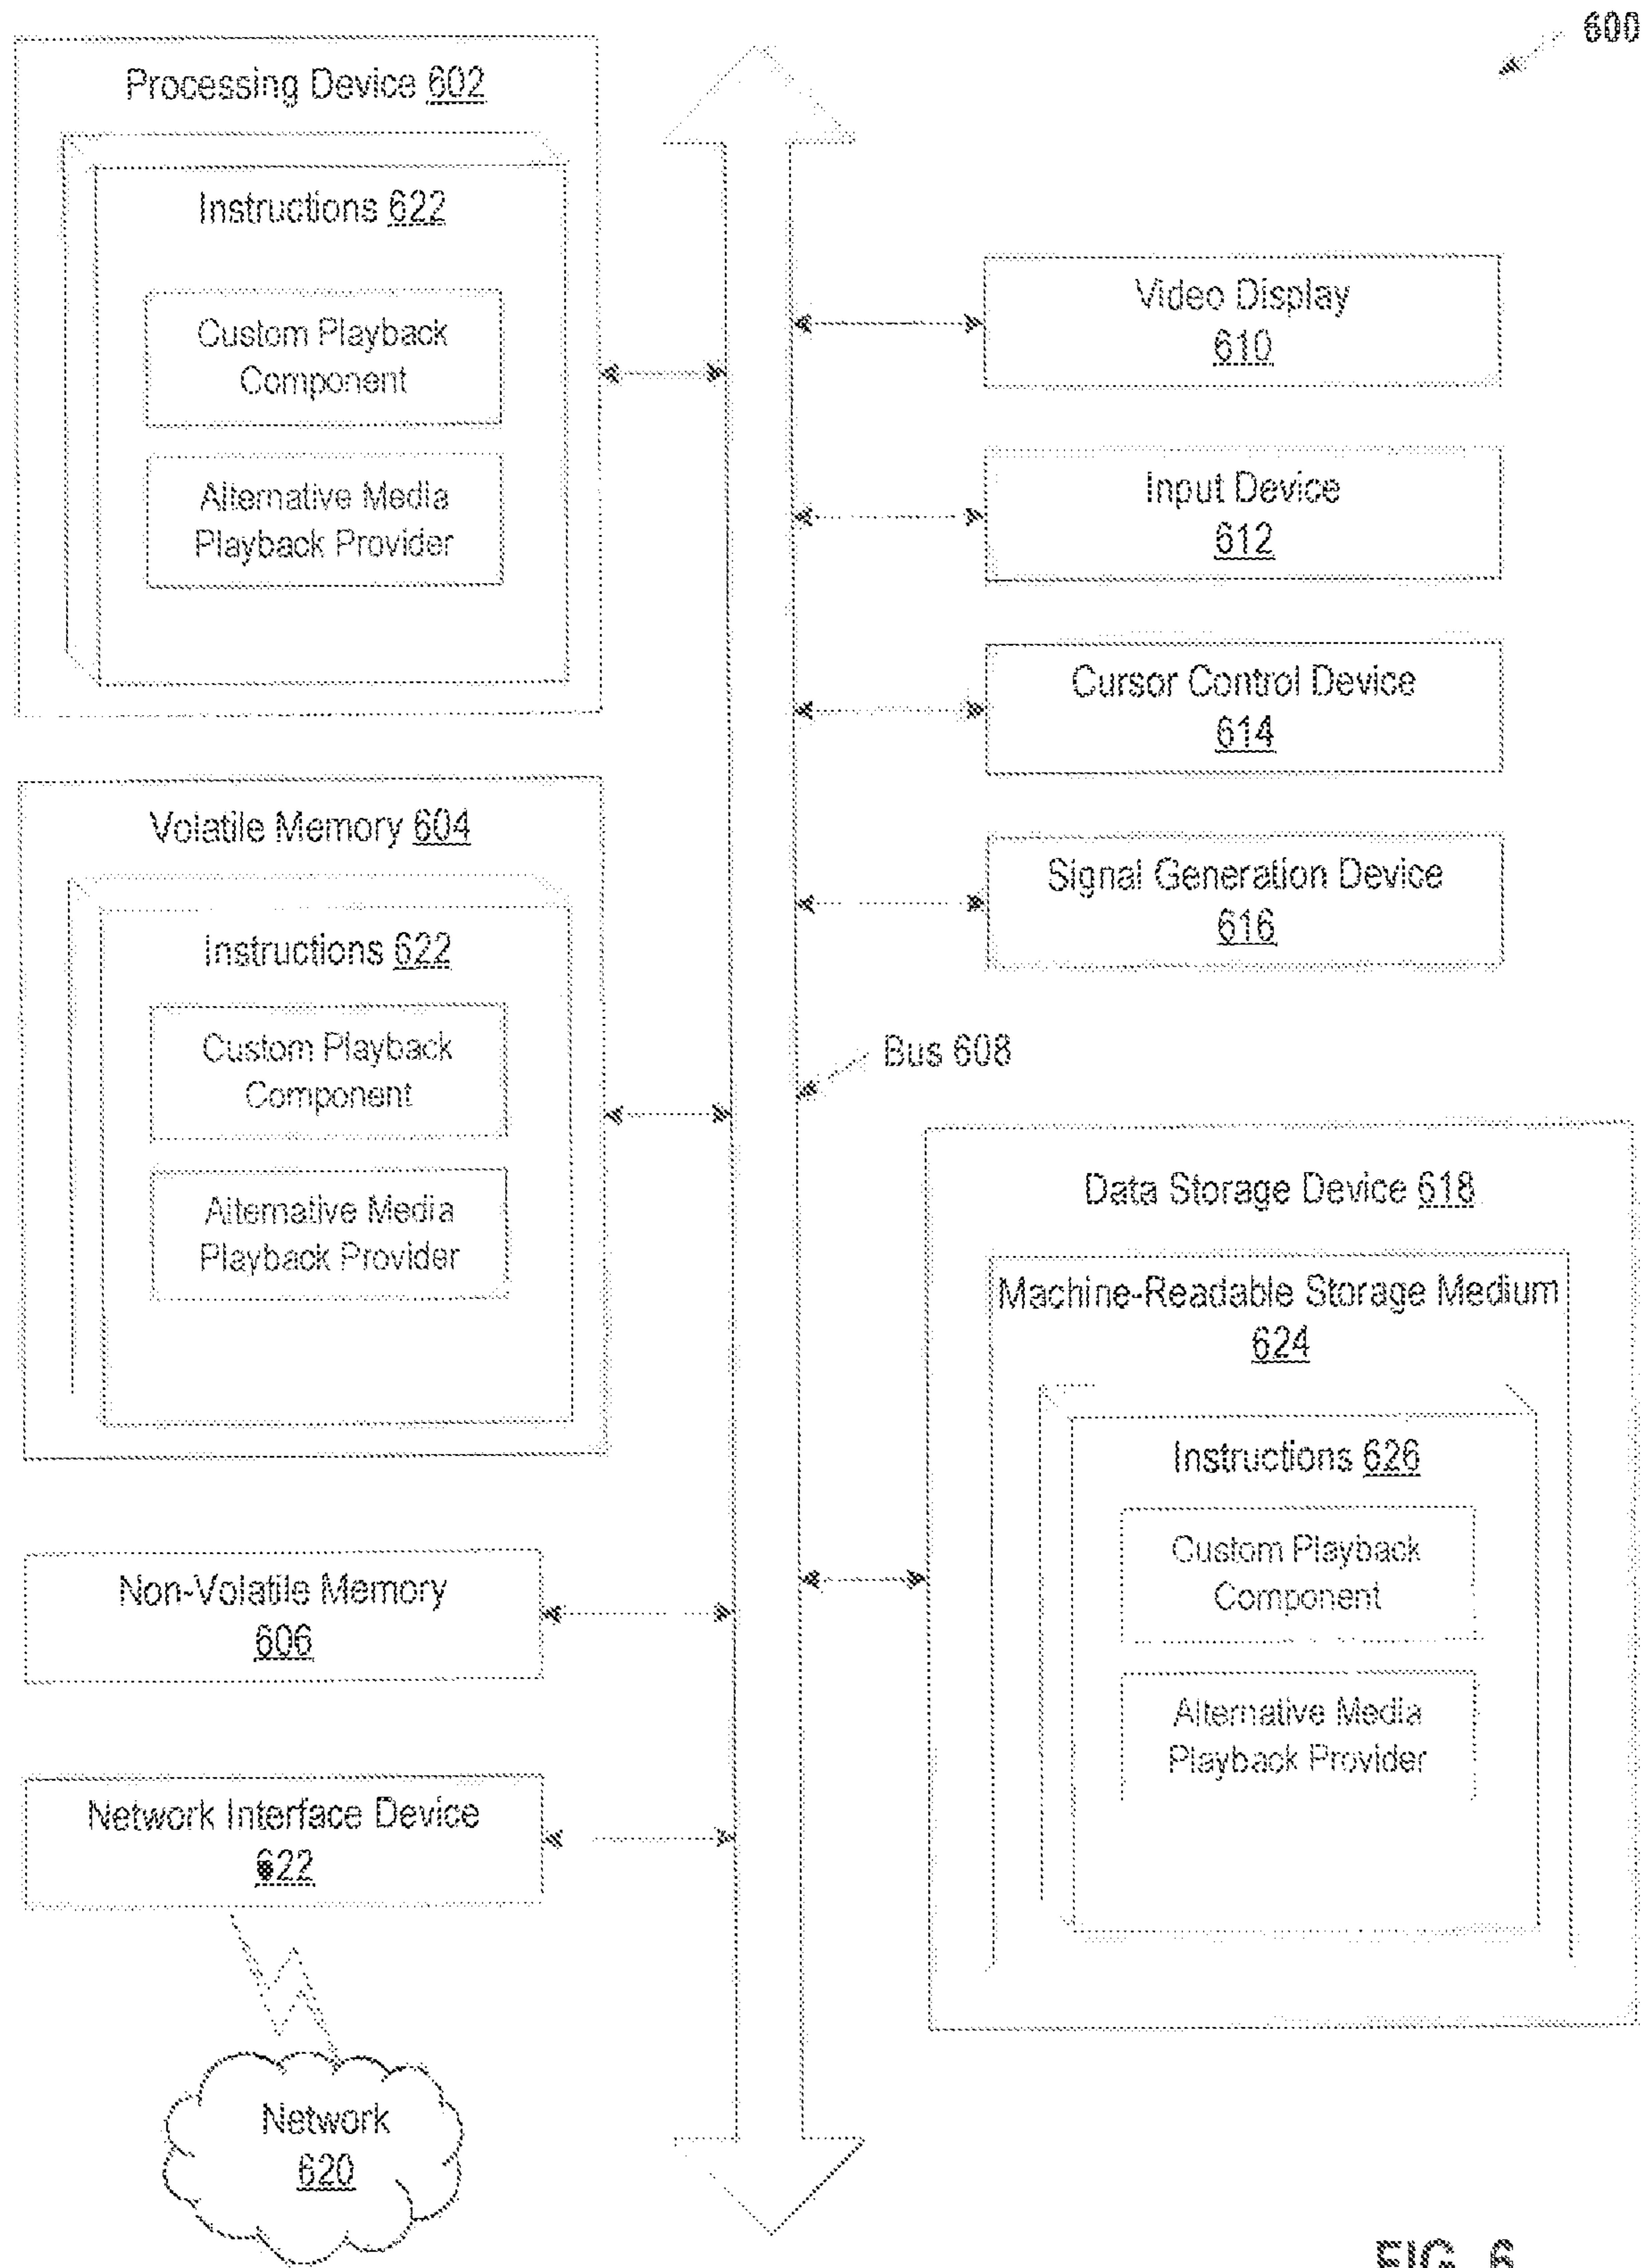 600
Processing Device 602
Instructions 622
Custom Playback
Component
Alternative Media
Playback Provider
Video Display
610
Input Device
612
Cursor Control Device
614
Volatile Memory 604
Instructions 622
Custom Playback
Component
Alternative Media
Playback Provider
Signal Generation Device
616
Bus 608
Data Storage Device 618
Machine-Readable Storage Medium
624
Instructions 626
Custom Playback
Component
Alternative Media
Playback Provider
Non-Volatile Memory
606
Network Interface Device
622
Network
620
FIG. 6